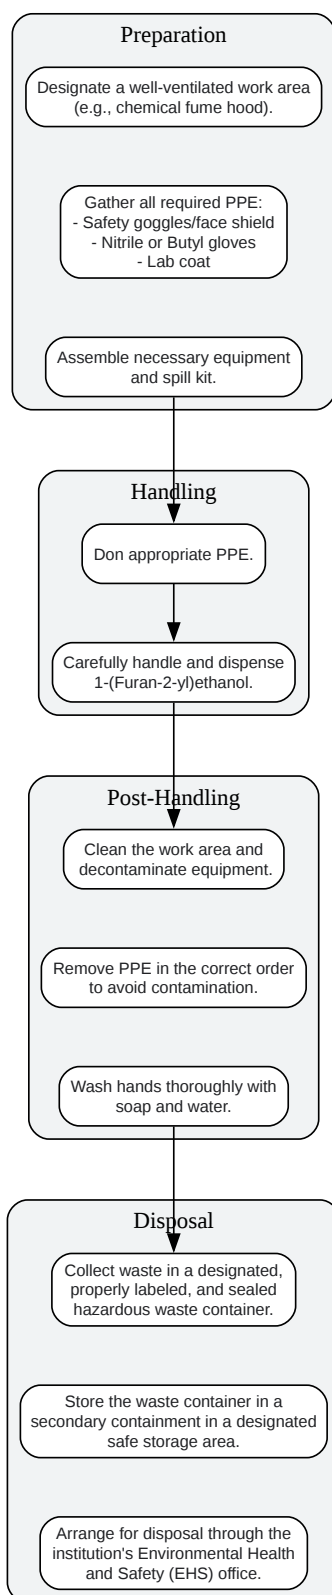 Preparation
Designate a well-ventilated work area
(e.g., chemical fume hood).
Gather all required PPE:
- Safety goggles/face shield
- Nitrile or Butyl gloves
- Lab coat
Assemble necessary equipment
and spill kit.
Handling
Don appropriate PPE.
Carefully handle and dispense
1-(Furan-2-yl)ethanol.
Post-Handling
Clean the work area and
decontaminate equipment.
Remove PPE in the correct order
to avoid contamination.
Wash hands thoroughly with
soap and water.
Disposal
Collect waste in a designated,
properly labeled, and sealed
hazardous waste container.
Store the waste container in a
secondary containment in a designated
safe storage area.
Arrange for disposal through the
institution's Environmental Health
and Safety (EHS) office.